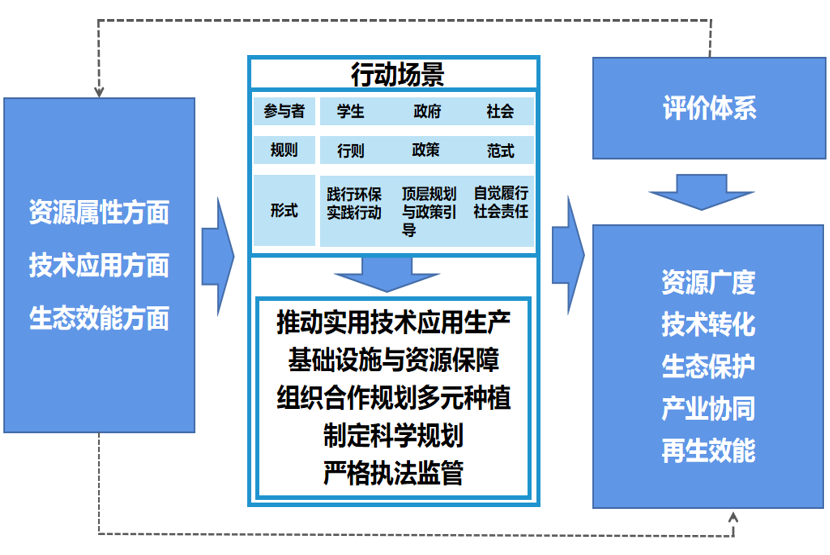 资源属性方面
技术应用方面
生态效能方面
行动场景
参与者 学生 政府 社会
规则 行则 政策 范式
形式
践行环保
实践行动
顶层规划
与政策引
导
自觉履行
社会责任
推动实用技术应用生产
基础设施与资源保障
组织合作规划多元种植
制定科学规划
严格执法监管
评价体系
资源广度
技术转化
生态保护
产业协同
再生效能